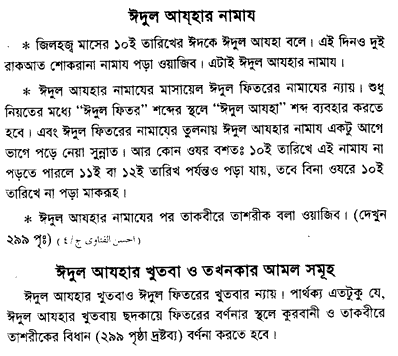 ঈদুল আয্‌হার নামায
* জিলহজ্ব মাসের ১০ই তারিখের ঈদকে ঈদুল আযহা বলে। এই দিনও দুই
রাকআত শোকরানা নামায পড়া ওয়াজিব। এটাই ঈদুল আযহার নামায।
* ঈদুল আযহার নামাযের মাসায়েল ঈদুল ফিতরের নামাযের ন্যায়। শুধু
নিয়তের মধ্যে “ঈদুল ফিতর” শব্দের স্থলে “ঈদুল আযহা” শব্দ ব্যবহার করতে
হবে। এবং ঈদুল ফিতরের নামাযের তুলনায় ঈদুল আযহার নামায একটু আগে
ভাগে পড়ে নেয়া সুন্নাত। আর কোন ওযর বশতঃ ১০ই তারিখে এই নামায না
পড়তে পারলে ১১ই বা ১২ই তারিখ পর্যন্তও পড়া যায়, তবে বিনা ওযরে ১০ই
তারিখে না পড়া মাকরূহ।
* ঈদুল আযহার নামাযের পর তাকবীরে তাশরীক বলা ওয়াজিব। (দেখুন
২৯৯ পৃঃ) (احسن الفتاوى ج/٤)
ঈদুল আযহার খুতবা ও তখনকার আমল সমূহ
ঈদুল আযহার খুতবাও ঈদুল ফিতরের খুতবার ন্যায়। পার্থক্য এতটুকু যে,
ঈদুল আযহার খুতবায় ছদকায়ে ফিতরের বর্ণনার স্থলে কুরবানী ও তাকবীরে
তাশরীকের বিধান (২৯৯ পৃষ্ঠা দ্রষ্টব্য) বর্ণনা করতে হবে।